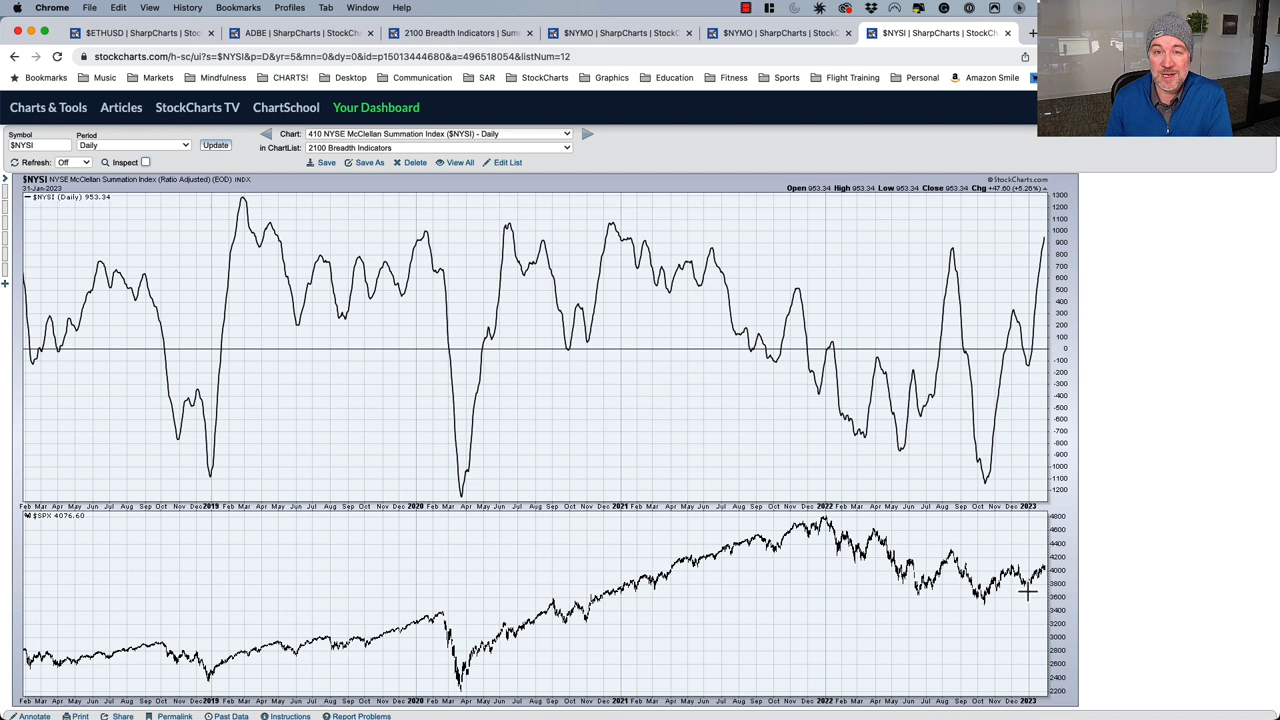 Chrome File Edit View History Bookmarks Profiles Tab Window Help
$ETHUSD | SharpCharts | StockCh ADBE | SharpCharts | StockCha 2100 Breadth Indicators | Summ $NYMO | SharpCharts | StockC $NYMO | SharpCharts | StockC $NYSI | SharpCharts | StockCha
stockcharts.com/h-sc/ui?s=$NYSI&p=D&yr=5&mn=0&dy=0&id=p15013444680&a=496518054&listNum=12
Bookmarks Music Markets Mindfulness CHARTS! Desktop Communication SAR StockCharts Graphics Education Fitness Sports Flight Training Personal Amazon Smile
Charts & Tools Articles StockCharts TV ChartSchool Your Dashboard
Symbol Period
$NYSI Daily Update
Chart: 410 NYSE McClellan Summation Index ($NYSI) - Daily
in ChartList: 2100 Breadth Indicators
Refresh: Off Inspect
Save Save As Delete View All Edit List
$NYSI NYSE McClellan Summation Index (Ratio Adjusted) (EOD) INDX
© StockCharts.com
31-Jan-2023
Open 953.34 High 953.34 Low 953.34 Close 953.34 Chg +47.60 (+5.26%)
$NYSI (Daily) 953.34
1300
1200
1100
1000
900
800
700
600
500
400
300
200
100
0
-100
-200
-300
-400
-500
-600
-700
-800
-900
-1000
-1100
-1200
Feb Mar Apr May Jun Jul Aug Sep Oct Nov Dec 2019 Feb Mar Apr May Jun Jul Aug Sep Oct Nov Dec 2020 Feb Mar Apr May Jun Jul Aug Sep Oct Nov Dec 2021 Feb Mar Apr May Jun Jul Aug Sep Oct Nov Dec 2022 Feb Mar Apr May Jun Jul Aug Sep Oct Nov Dec 2023
$SPX 4076.60
4800
4400
4200
4000
3800
3600
3200
3000
2800
2600
2400
2200
Feb Mar Apr May Jun Jul Aug Sep Oct Nov Dec 2019 Feb Mar Apr May Jun Jul Aug Sep Oct Nov Dec 2020 Feb Mar Apr May Jun Jul Aug Sep Oct Nov Dec 2021 Feb Mar Apr May Jun Jul Aug Sep Oct Nov Dec 2022 Feb Mar Apr May Jun Jul Aug Sep Oct Nov Dec 2023
Annotate Print Share Permalink Past Data Instructions Report Problems